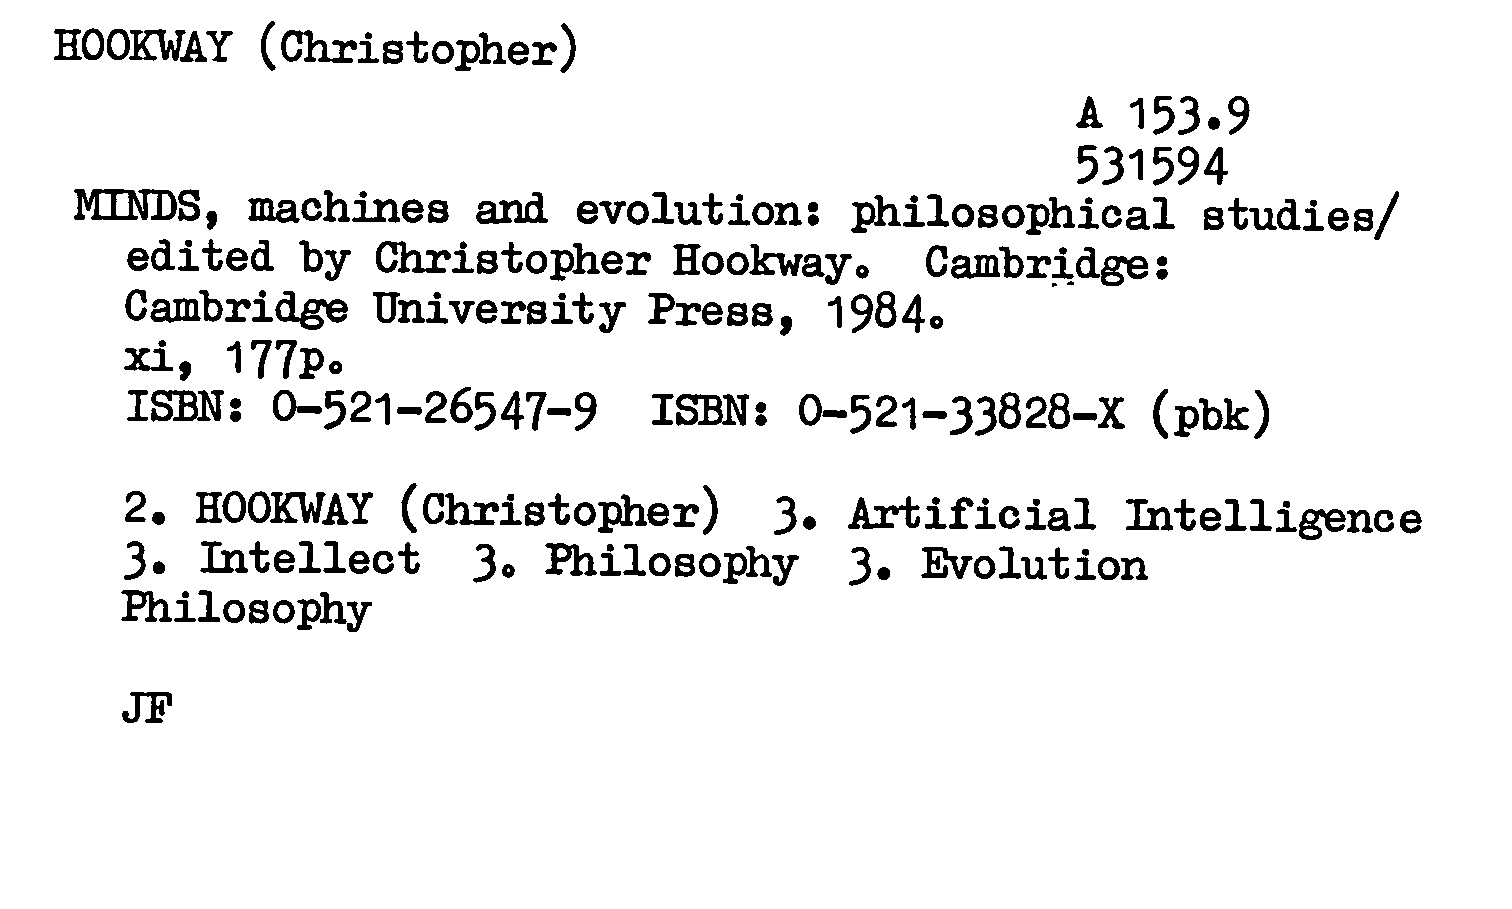 HOOKWAY (Christopher)
A 153.9
531594
MINDS, machines and evolution: philosophical studies/
edited by Christopher Hookway. Cambridge:
Cambridge University Press, 1984.
xi, 177p.
ISBN: 0-521-26547-9 ISBN: 0-521-33828-X (pbk)
2. HOOKWAY (Christopher) 3. Artificial Intelligence
3. Intellect 3. Philosophy 3. Evolution
Philosophy
JF